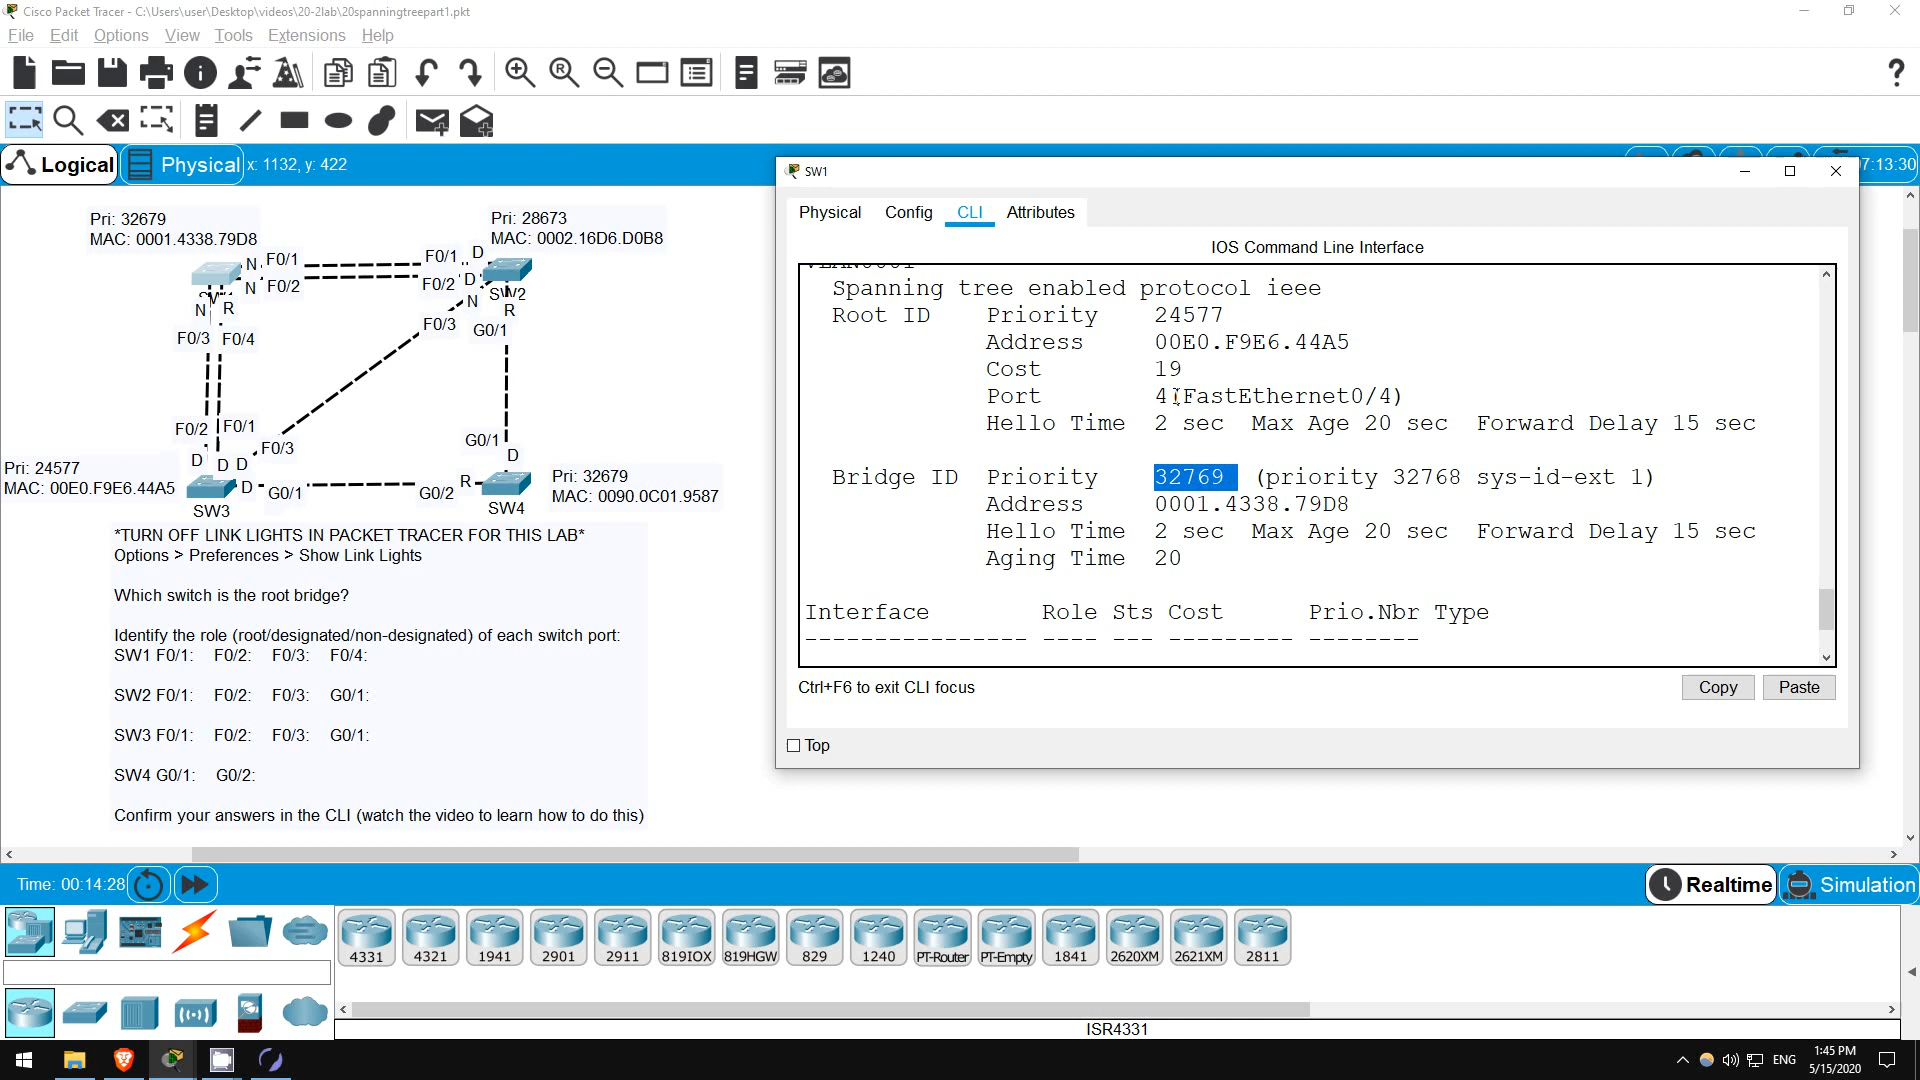 Cisco Packet Tracer - C:\Users\user\Desktop\videos\20-2lab\20spanningtreepart1.pkt
File Edit Options View Tools Extensions Help
Logical
Physical
x: 1132, y: 422
7:13:30
Pri: 32679
MAC: 0001.4338.79D8
Pri: 28673
MAC: 0002.16D6.D0B8
N F0/1
N F0/2
F0/1 D
F0/2 D
SW2
N R
N R
F0/3 F0/4
F0/3 G0/1
F0/2 F0/1
F0/3
G0/1
D D D
D
Pri: 24577
MAC: 00E0.F9E6.44A5
D G0/1
G0/2 R
SW3
SW4
Pri: 32679
MAC: 0090.0C01.9587
*TURN OFF LINK LIGHTS IN PACKET TRACER FOR THIS LAB*
Options > Preferences > Show Link Lights
Which switch is the root bridge?
Identify the role (root/designated/non-designated) of each switch port:
SW1 F0/1: F0/2: F0/3: F0/4:
SW2 F0/1: F0/2: F0/3: G0/1:
SW3 F0/1: F0/2: F0/3: G0/1:
SW4 G0/1: G0/2:
Confirm your answers in the CLI (watch the video to learn how to do this)
SW1
Physical Config CLI Attributes
IOS Command Line Interface
Spanning tree enabled protocol ieee
Root ID Priority 24577
Address 00E0.F9E6.44A5
Cost 19
Port 4(FastEthernet0/4)
Hello Time 2 sec Max Age 20 sec Forward Delay 15 sec
Bridge ID Priority 32769 (priority 32768 sys-id-ext 1)
Address 0001.4338.79D8
Hello Time 2 sec Max Age 20 sec Forward Delay 15 sec
Aging Time 20
Interface Role Sts Cost Prio.Nbr Type
---------------- ---- --- --------- --------
Ctrl+F6 to exit CLI focus
Copy Paste
Top
Time: 00:14:28
Realtime
Simulation
4331 4321 1941 2901 2911 819IOX 819HGW 829 1240 PT-Router PT-Empty 1841 2620XM 2621XM 2811
ISR4331
ENG
1:45 PM
5/15/2020